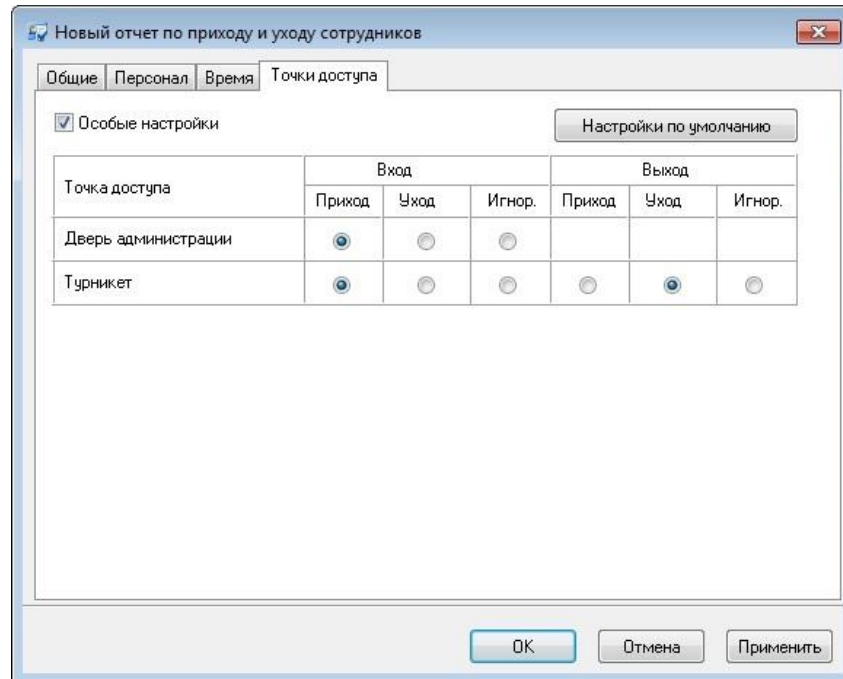 Новый отчет по приходу и уходу сотрудников
Общие Персонал Время Точки доступа
Особые настройки Настройки по умолчанию
Точка доступа Вход Выход
Приход Уход Игнор. Приход Уход Игнор.
Дверь администрации
Турникет
OK Отмена Применить